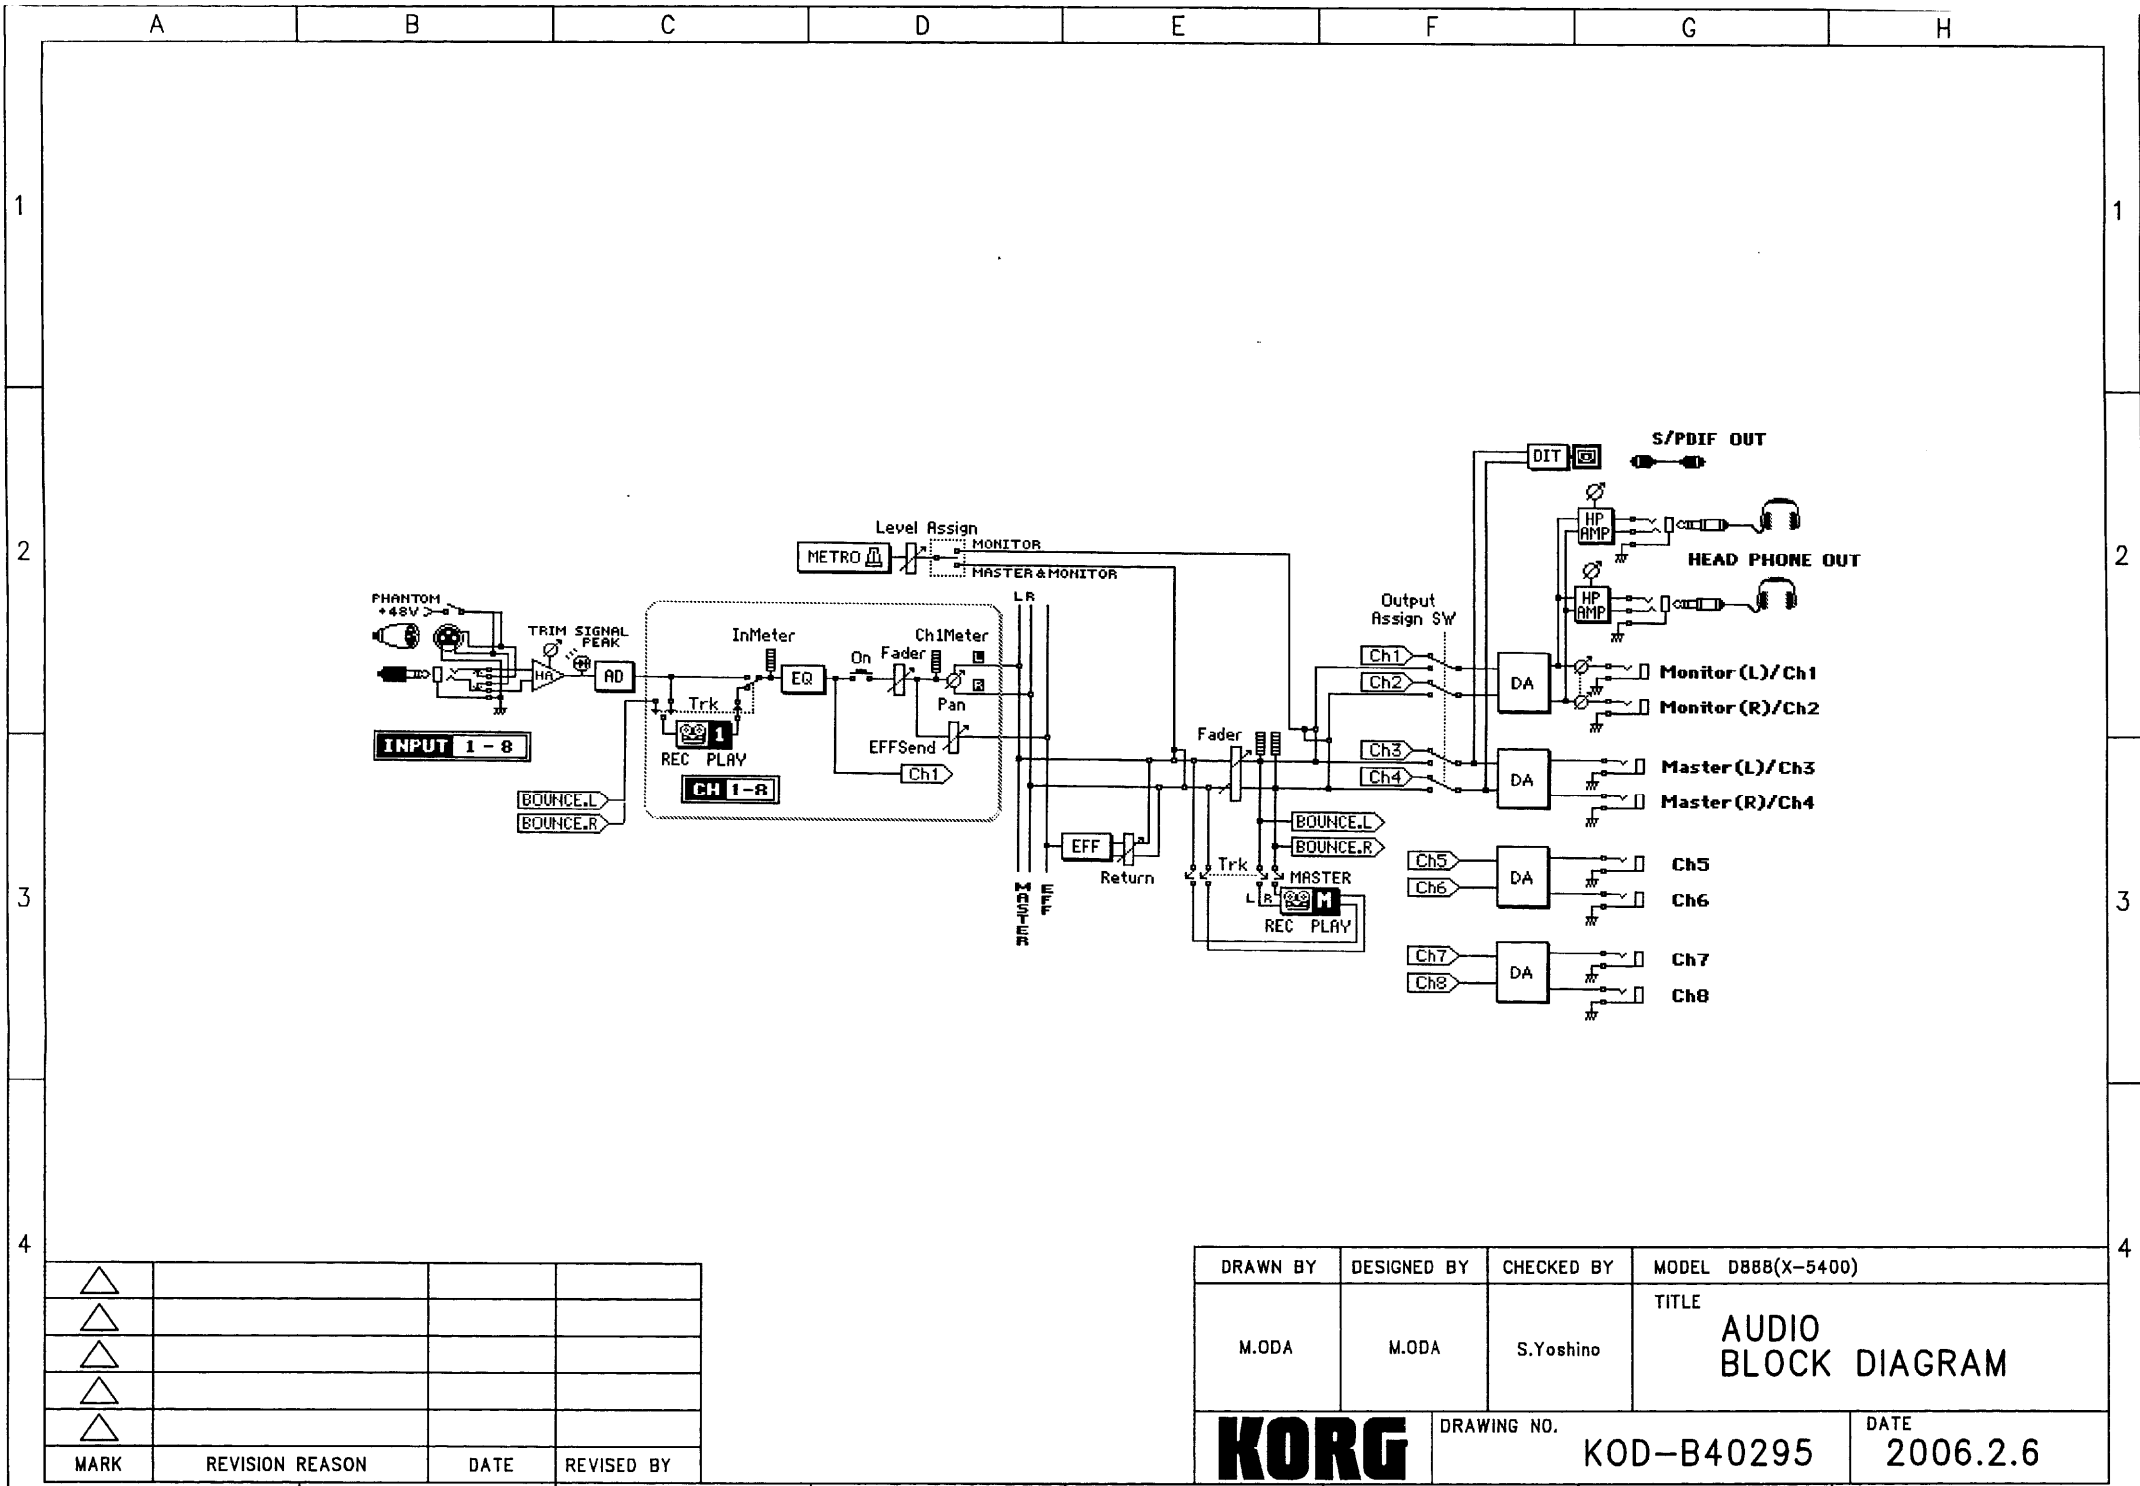 A B C D E F G H
1 1
S/PDIF OUT
DIT
HP
AMP
HEAD PHONE OUT
HP
AMP
2 2
Level Assign
METRO
MONITOR
MASTER&MONITOR
L R
PHANTOM
+48V
TRIM SIGNAL
PEAK
HA
AD
InMeter
Trk
1
REC PLAY
EQ
On
Fader
Ch1Meter
L
R
Pan
EFFSend
Ch1
CH 1-8
INPUT 1-8
BOUNCE.L
BOUNCE.R
Output
Assign SW
Ch1
Ch2
DA
Monitor(L)/Ch1
Monitor(R)/Ch2
Fader
Ch3
Ch4
DA
Master(L)/Ch3
Master(R)/Ch4
BOUNCE.L
BOUNCE.R
EFF
Return
Trk
MASTER
L R
M
REC PLAY
MASTER
EFF
Ch5
Ch6
DA
Ch5
Ch6
3 3
Ch7
Ch8
DA
Ch7
Ch8
4 4
MARK REVISION REASON DATE REVISED BY
DRAWN BY DESIGNED BY CHECKED BY MODEL D888(X-5400)
M.ODA M.ODA S.Yoshino
TITLE
AUDIO
BLOCK DIAGRAM
KORG
DRAWING NO.
KOD-B40295
DATE
2006.2.6